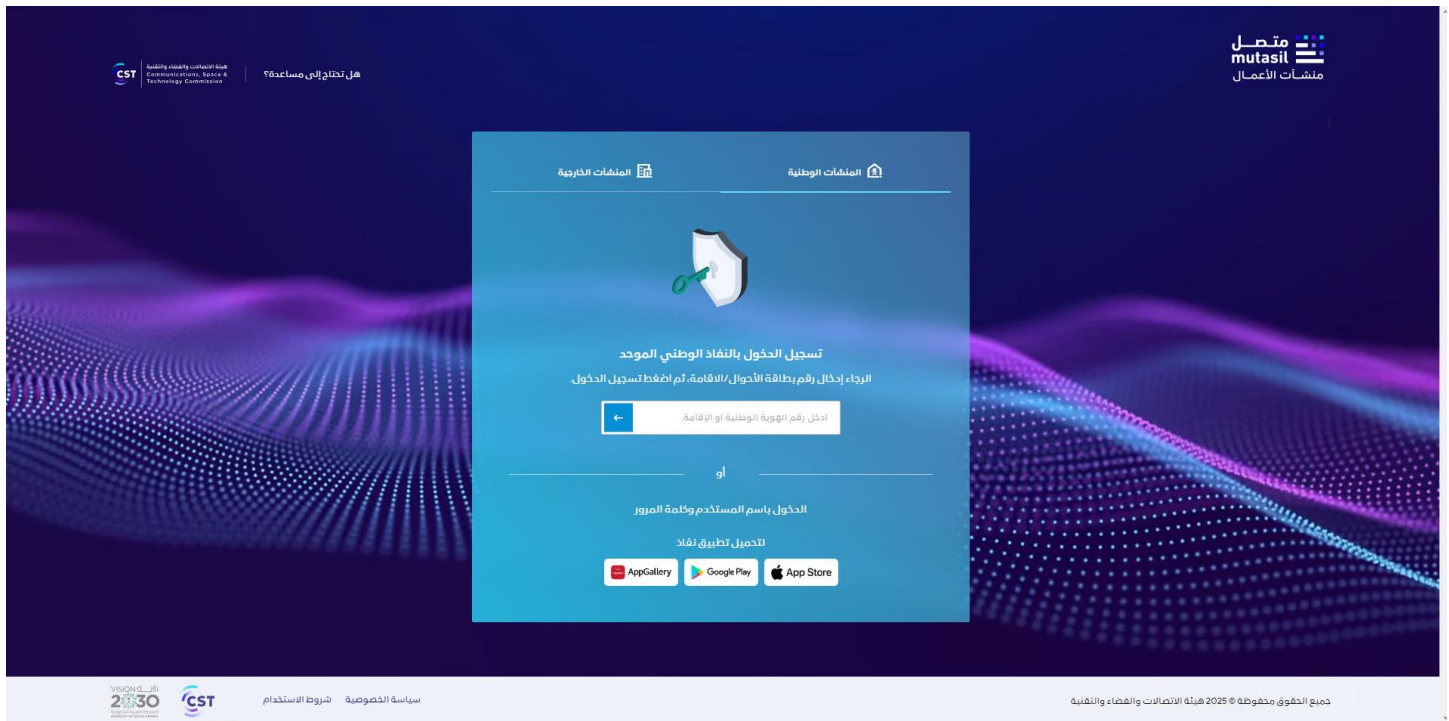 متصل
mutasil
منشآت الأعمال
هل تحتاج إلى مساعدة؟
هيئة الاتصالات والفضاء والتقنية
Communications, Space &
Technology Commission
CST
المنشآت الوطنية
المنشآت الخارجية
تسجيل الدخول بالنفاذ الوطني الموحد
الرجاء إدخال رقم بطاقة الأحوال/الاقامة، ثم اضغط تسجيل الدخول.
ادخل رقم الهوية الوطنية او الإقامة.
أو
الدخول باسم المستخدم وكلمة المرور
لتحميل تطبيق نفاذ
AppGallery
Google Play
App Store
جميع الحقوق محفوظة © 2025 هيئة الاتصالات والفضاء والتقنية
سياسة الخصوصية
شروط الاستخدام
CST
VISION رؤية
2030